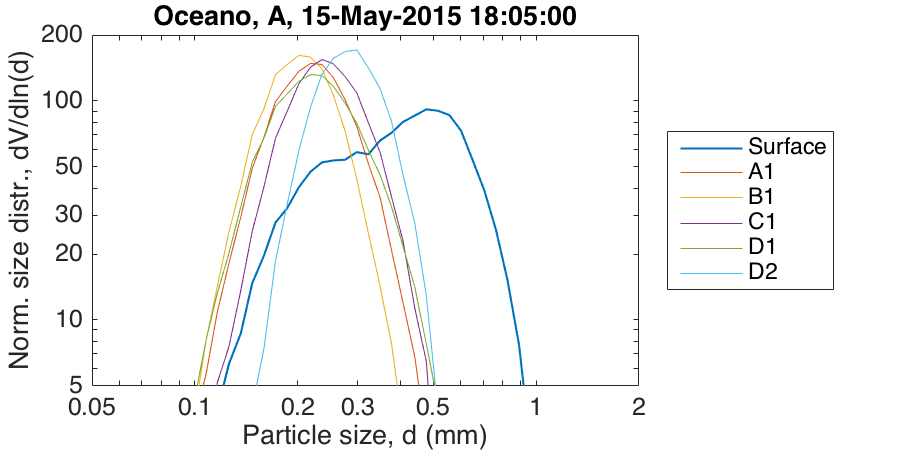 Oceano, A, 15-May-2015 18:05:00
Norm. size distr., dV/dln(d)
200
100
50
30
20
10
5
0.05
0.1
0.2
0.3
0.5
1
2
Particle size, d (mm)
Surface
A1
B1
C1
D1
D2